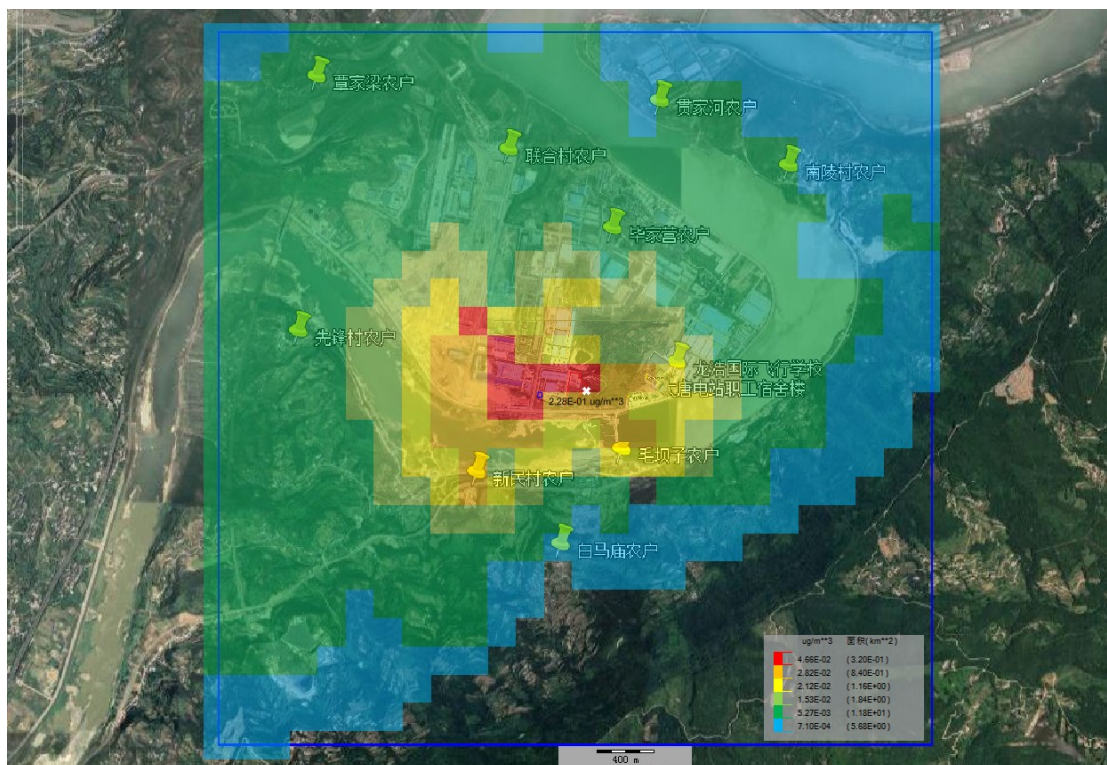 覃家梁农户
贯家河农户
联合村农户
南陵村农户
毕家营农户
先锋村农户
龙浩国际飞行学校
大唐电站职工宿舍楼
2.28E-01 ug/m**3
毛坝子农户
新民村农户
白马庙农户
ug/m**3 面积(km**2)
4.66E-02 (3.20E-01)
2.82E-02 (8.40E-01)
2.12E-02 (1.16E+00)
1.53E-02 (1.84E+00)
5.27E-03 (1.18E+01)
7.10E-04 (5.68E+00)
400 m